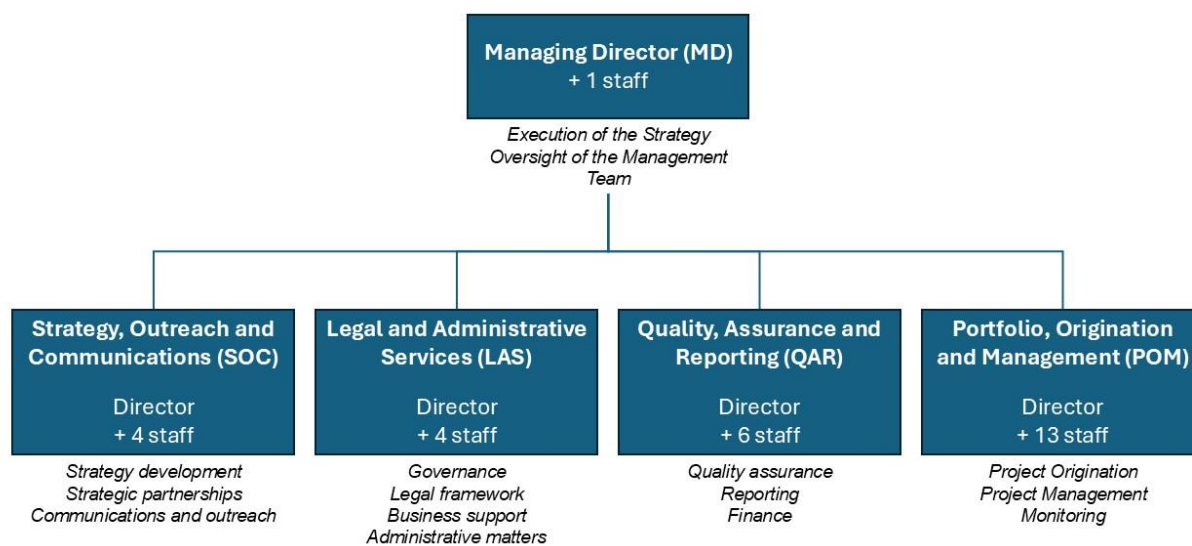 Managing Director (MD)
+ 1 staff
Execution of the Strategy
Oversight of the Management
Team
Strategy, Outreach and
Communications (SOC)
Director
+ 4 staff
Strategy development
Strategic partnerships
Communications and outreach
Legal and Administrative
Services (LAS)
Director
+ 4 staff
Governance
Legal framework
Business support
Administrative matters
Quality, Assurance and
Reporting (QAR)
Director
+ 6 staff
Quality assurance
Reporting
Finance
Portfolio, Origination
and Management (POM)
Director
+ 13 staff
Project Origination
Project Management
Monitoring